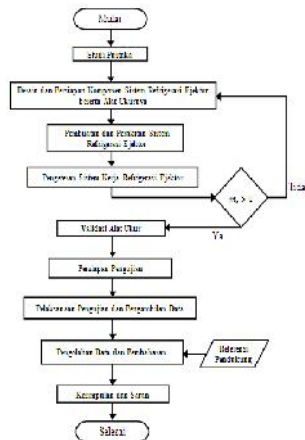 Mulai
Studi Pustaka
Desain dan Persiapan Komponen Sistem Refrigerasi Ejektor
beserta Alat Ukurnya
Pembuatan dan Perakitan Sistem
Refrigerasi Ejektor
Pengetesan Sistem Kerja Refrigerasi Ejektor
Tidak
Ya
Validasi Alat Ukur
Persiapan Pengujian
Pelaksanaan Pengujian dan Pengambilan Data
Pengolahan Data dan Pembahasan
Referensi
Pendukung
Kesimpulan dan Saran
Selesai